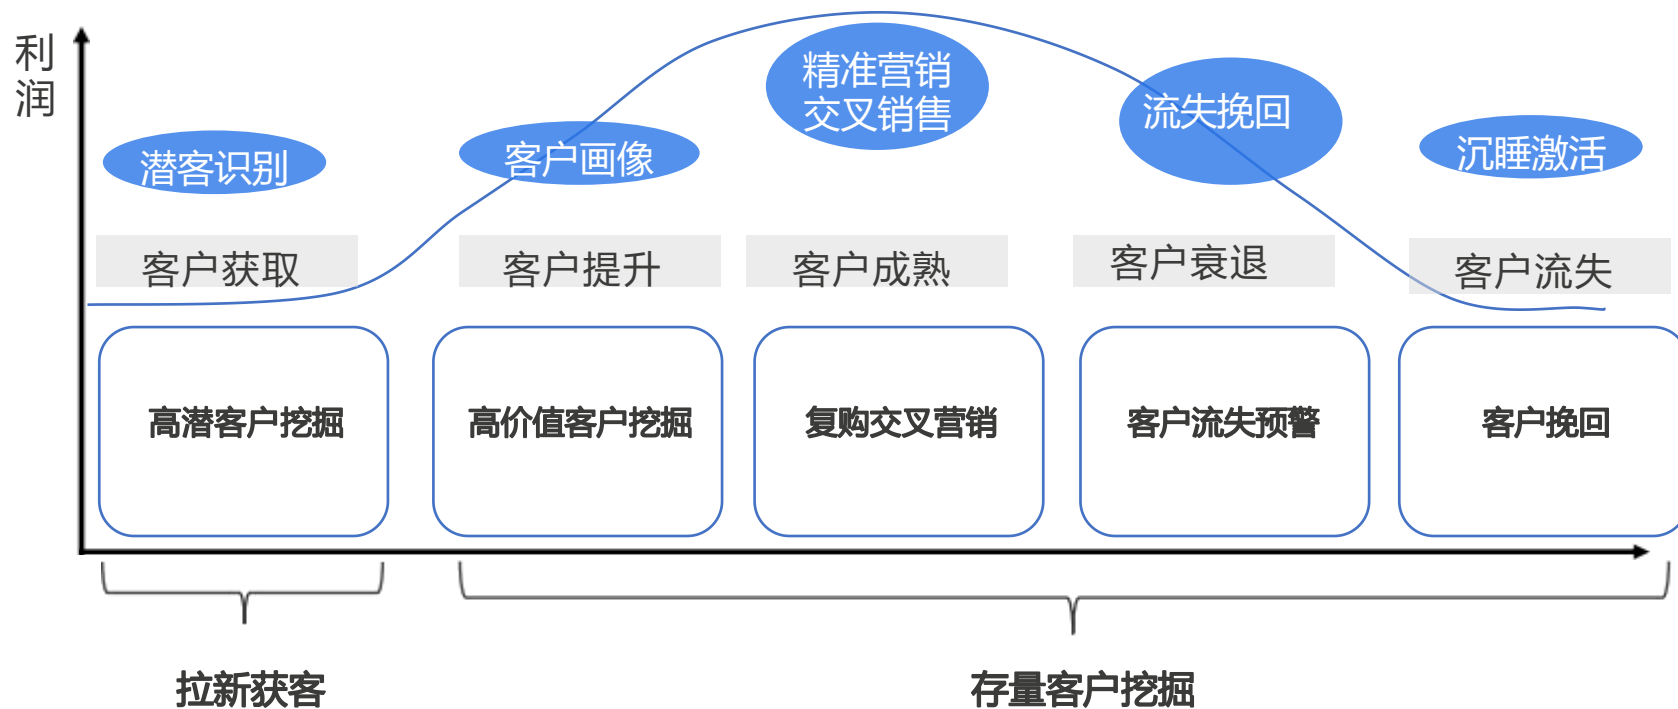 利
润
精准营销
交叉销售
流失挽回
潜客识别
客户画像
沉睡激活
客户获取
客户提升
客户成熟
客户衰退
客户流失
高潜客户挖掘
高价值客户挖掘
复购交叉营销
客户流失预警
客户挽回
拉新获客
存量客户挖掘